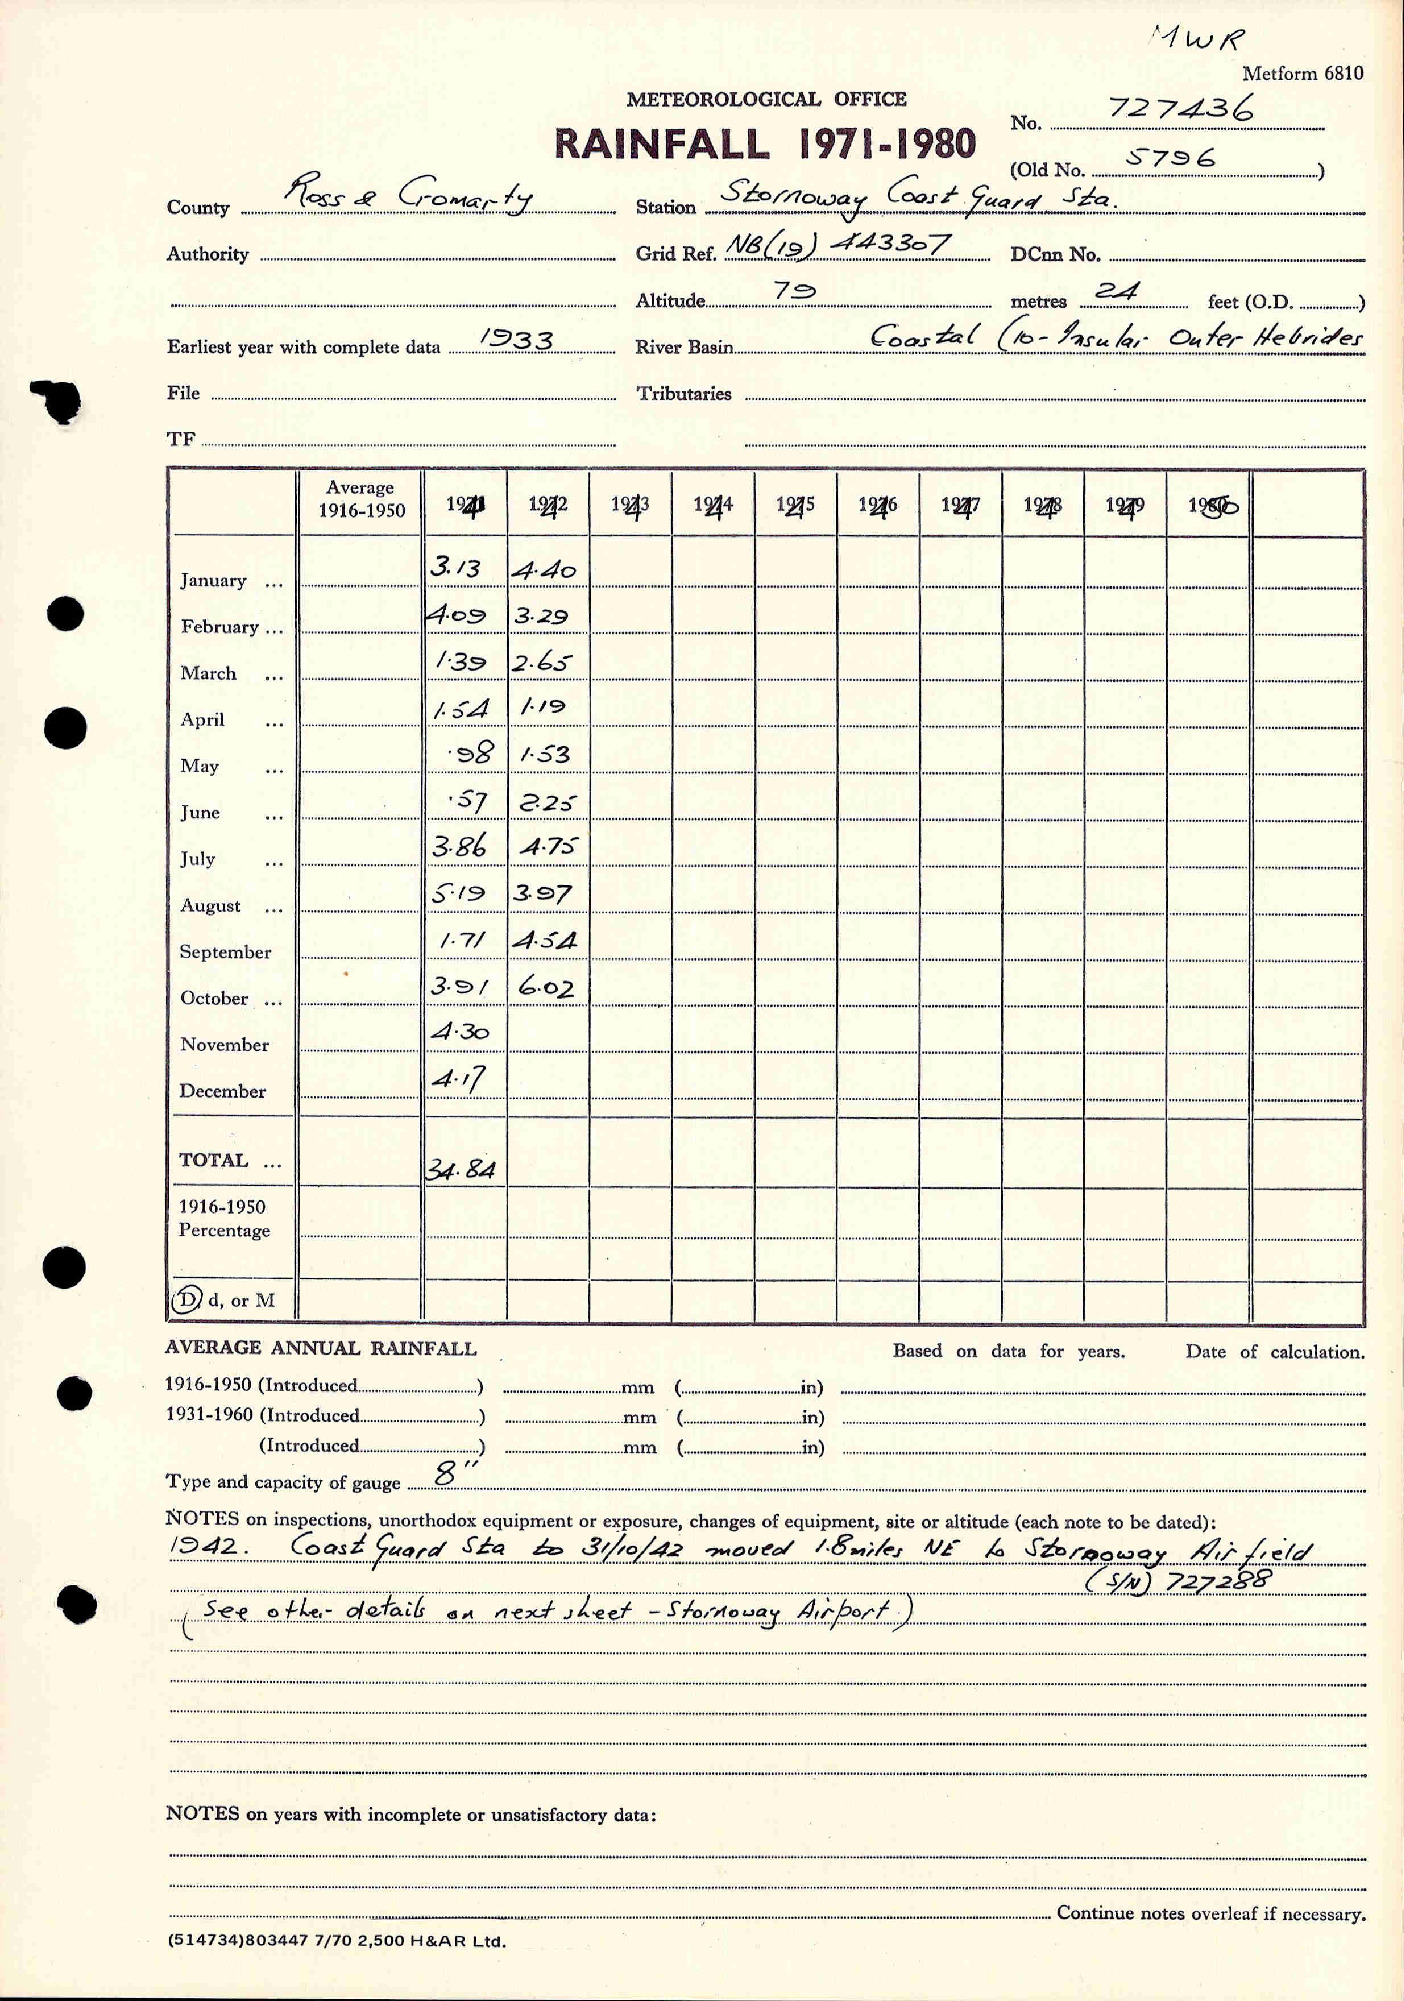 MWR
Metform 6810
METEOROLOGICAL OFFICE
RAINFALL 1971-1980
No. 727436
(Old No. 5796)
County Ross & Cromarty Station Stornoway Coast Guard Sta.
Authority Grid Ref. NB(19) 443307 DCnn No.
Altitude 79 metres 24 feet (O.D. )
Earliest year with complete data 1933 River Basin Coastal (10-Insular Outer Hebrides
File Tributaries
TF
Average 1916-1950 1941 1942 1943 1944 1945 1946 1947 1948 1949 1950
January ... 3.13 4.40
February ... 4.09 3.29
March ... 1.39 2.65
April ... 1.54 1.19
May ... .98 1.53
June ... .57 2.25
July ... 3.86 4.75
August ... 5.19 3.97
September 1.71 4.54
October ... 3.91 6.02
November 4.30
December 4.17
TOTAL ... 34.84
1916-1950
Percentage
D, d, or M
AVERAGE ANNUAL RAINFALL Based on data for years. Date of calculation.
1916-1950 (Introduced ) mm ( in)
1931-1960 (Introduced ) mm ( in)
(Introduced ) mm ( in)
Type and capacity of gauge 8"
NOTES on inspections, unorthodox equipment or exposure, changes of equipment, site or altitude (each note to be dated):
1942. Coast Guard Sta to 31/10/42 moved 1.8 miles NE to Stornoway Airfield
(S/N) 727288
(see other details on next sheet - Stornoway Airport)
NOTES on years with incomplete or unsatisfactory data:
Continue notes overleaf if necessary.
(514734)803447 7/70 2,500 H&AR Ltd.